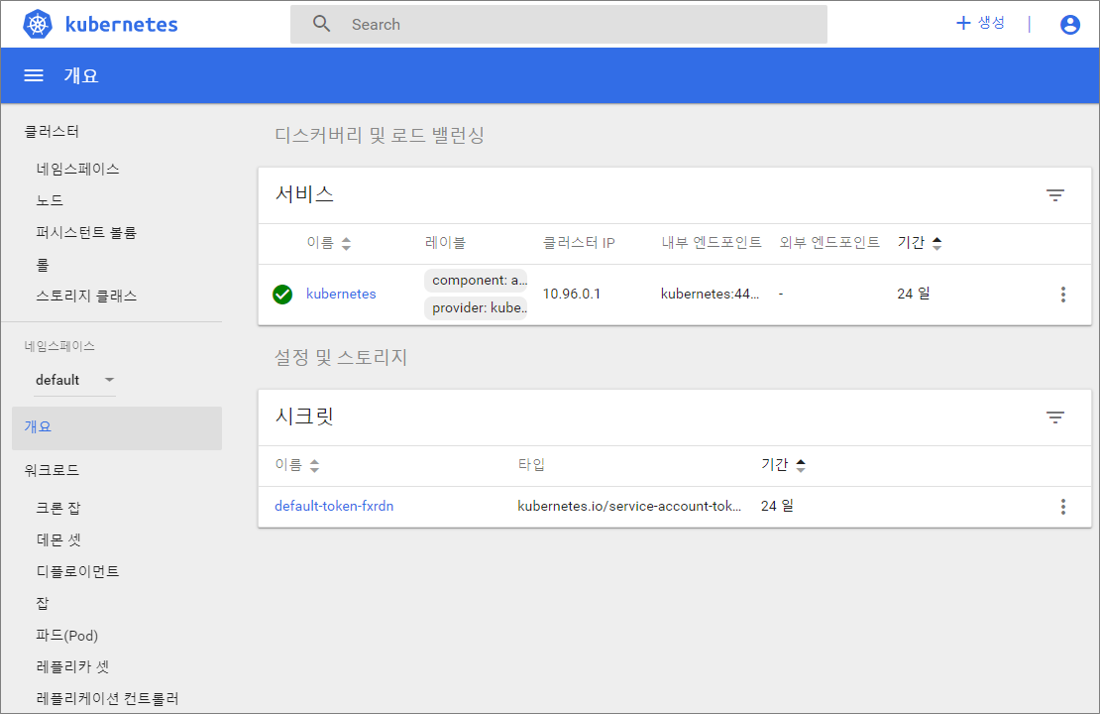 kubernetes
Search
+ 생성 |
개요
클러스터
네임스페이스
노드
퍼시스턴트 볼륨
롤
스토리지 클래스
네임스페이스
default
개요
워크로드
크론 잡
데몬 셋
디플로이먼트
잡
파드(Pod)
레플리카 셋
레플리케이션 컨트롤러
디스커버리 및 로드 밸런싱
서비스
이름 레이블 클러스터 IP 내부 엔드포인트 외부 엔드포인트 기간
kubernetes component: a... 10.96.0.1 kubernetes:44... - 24 일
provider: kube..
설정 및 스토리지
시크릿
이름 타입 기간
default-token-fxrdn kubernetes.io/service-account-tok... 24 일